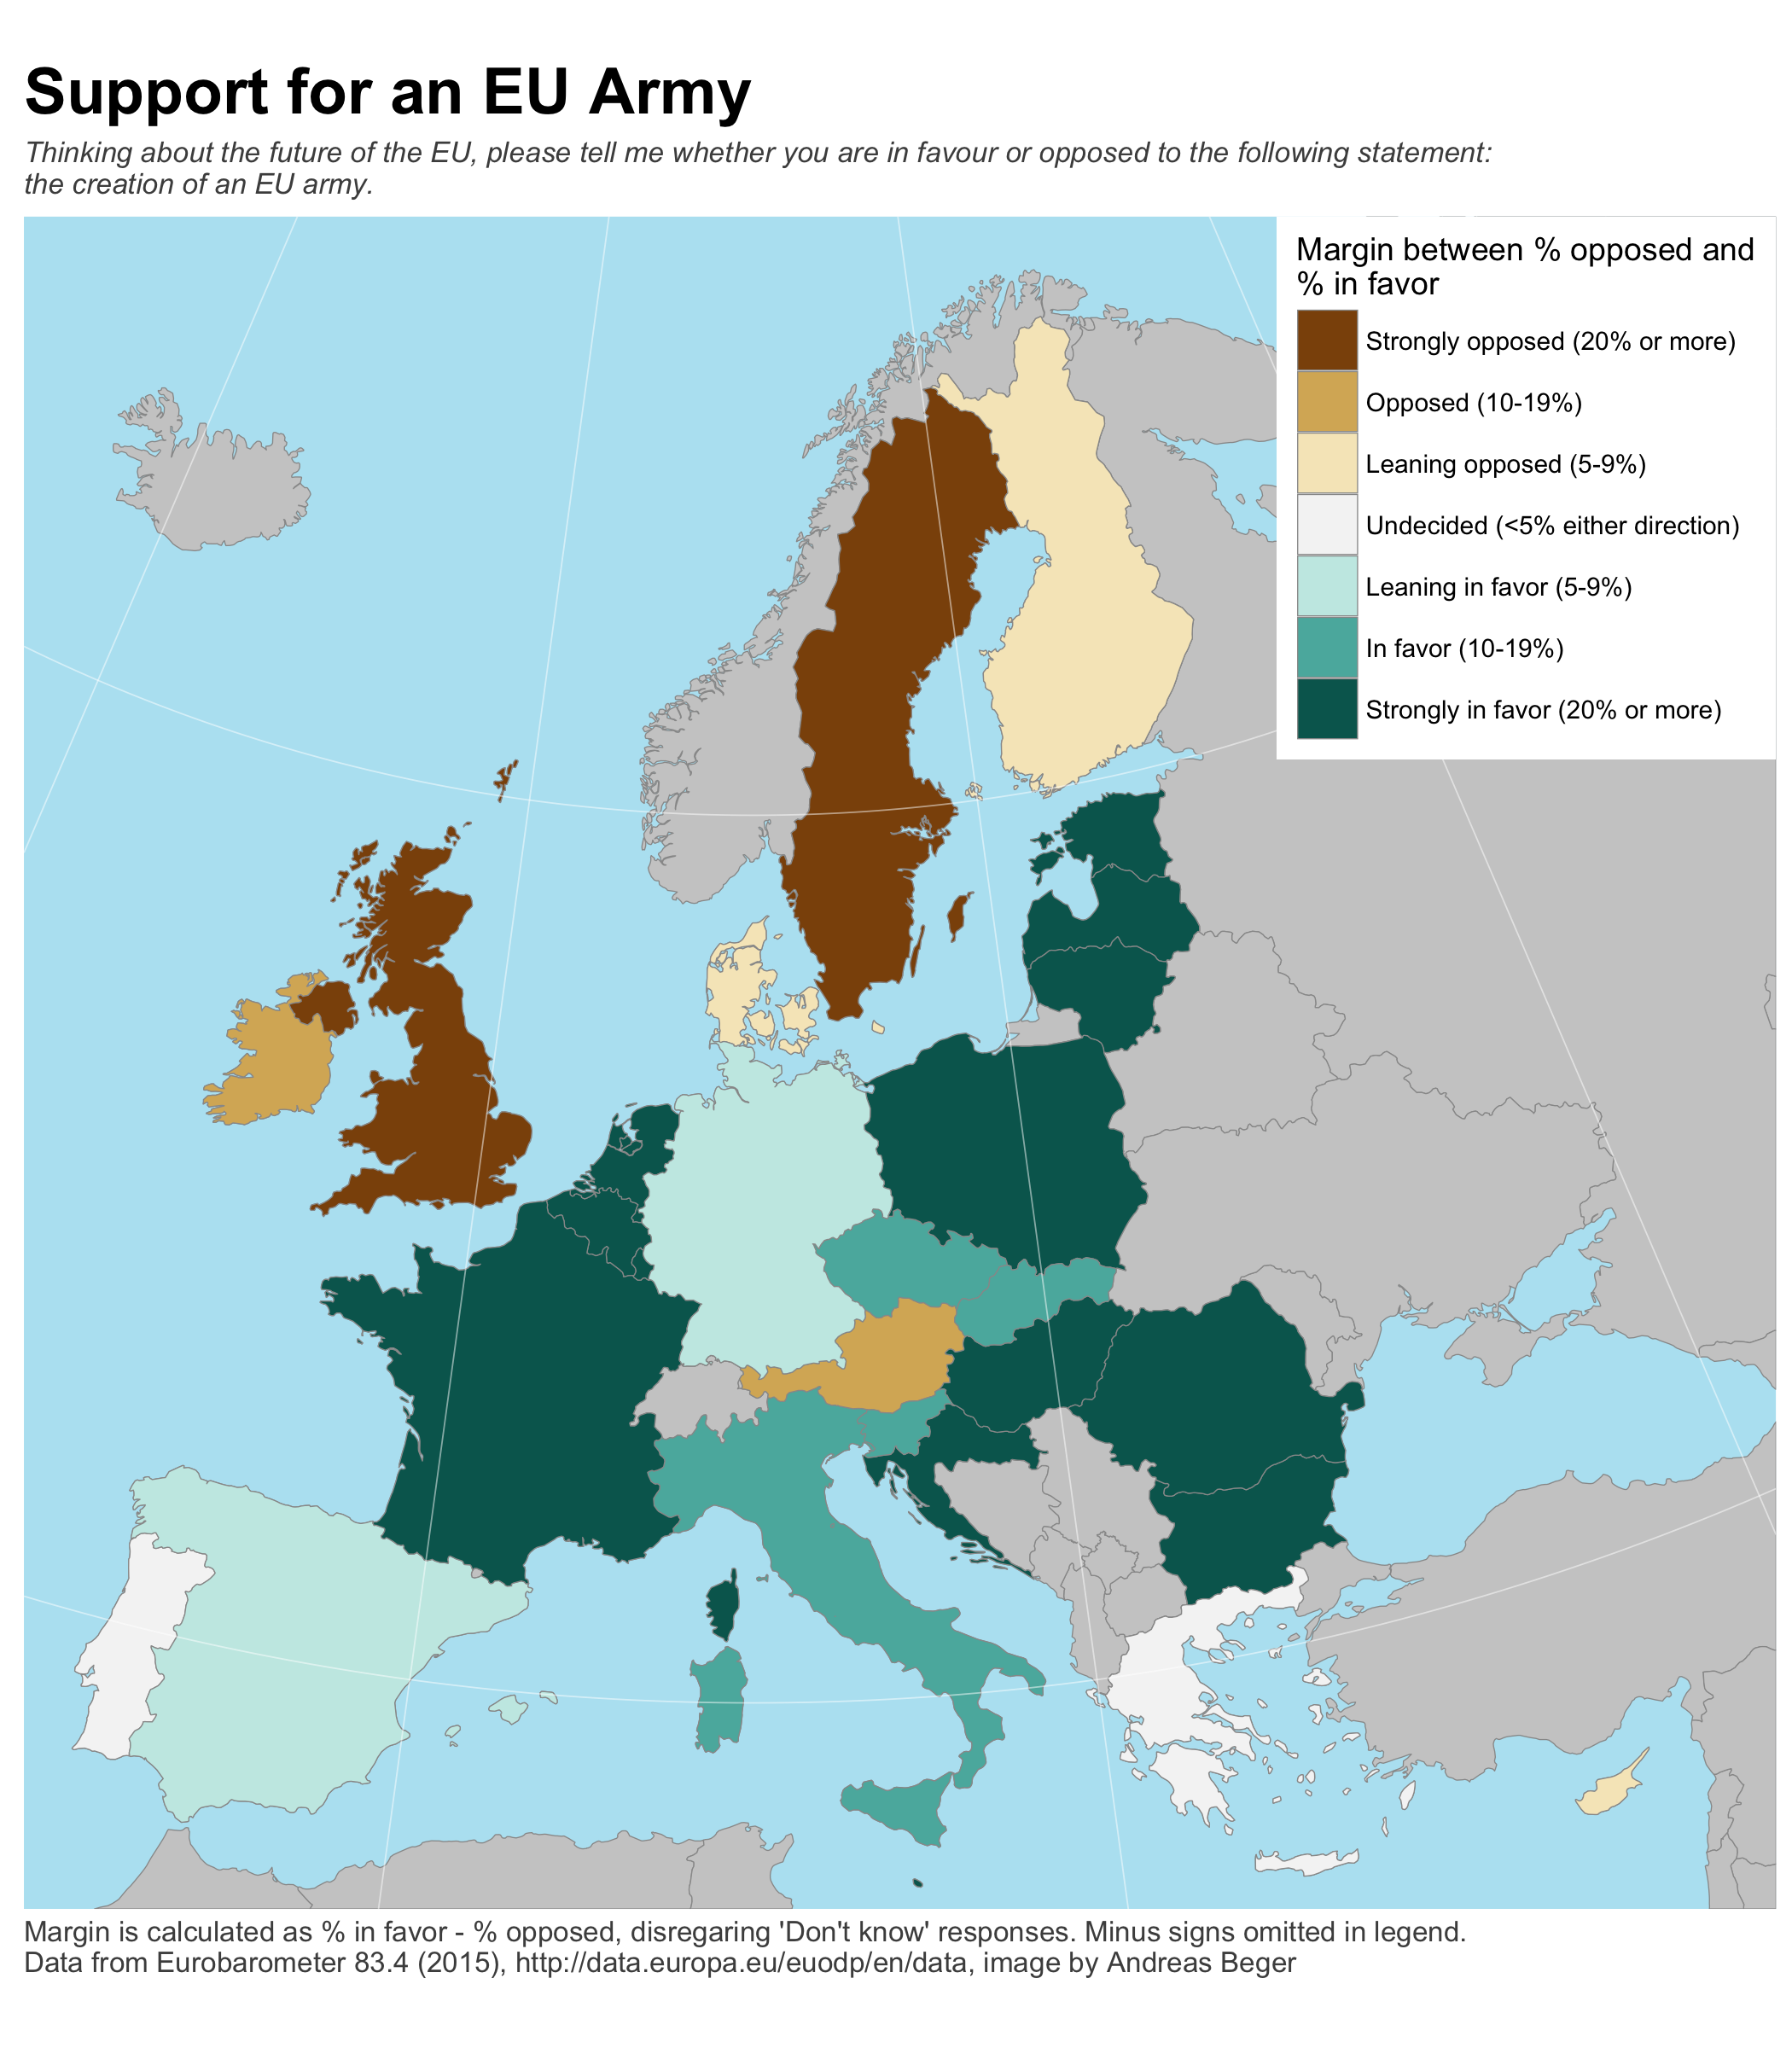 Support for an EU Army
Thinking about the future of the EU, please tell me whether you are in favour or opposed to the following statement:
the creation of an EU army.
Margin between % opposed and
% in favor
Strongly opposed (20% or more)
Opposed (10-19%)
Leaning opposed (5-9%)
Undecided (<5% either direction)
Leaning in favor (5-9%)
In favor (10-19%)
Strongly in favor (20% or more)
Margin is calculated as % in favor - % opposed, disregaring 'Don't know' responses. Minus signs omitted in legend.
Data from Eurobarometer 83.4 (2015), http://data.europa.eu/euodp/en/data, image by Andreas Beger